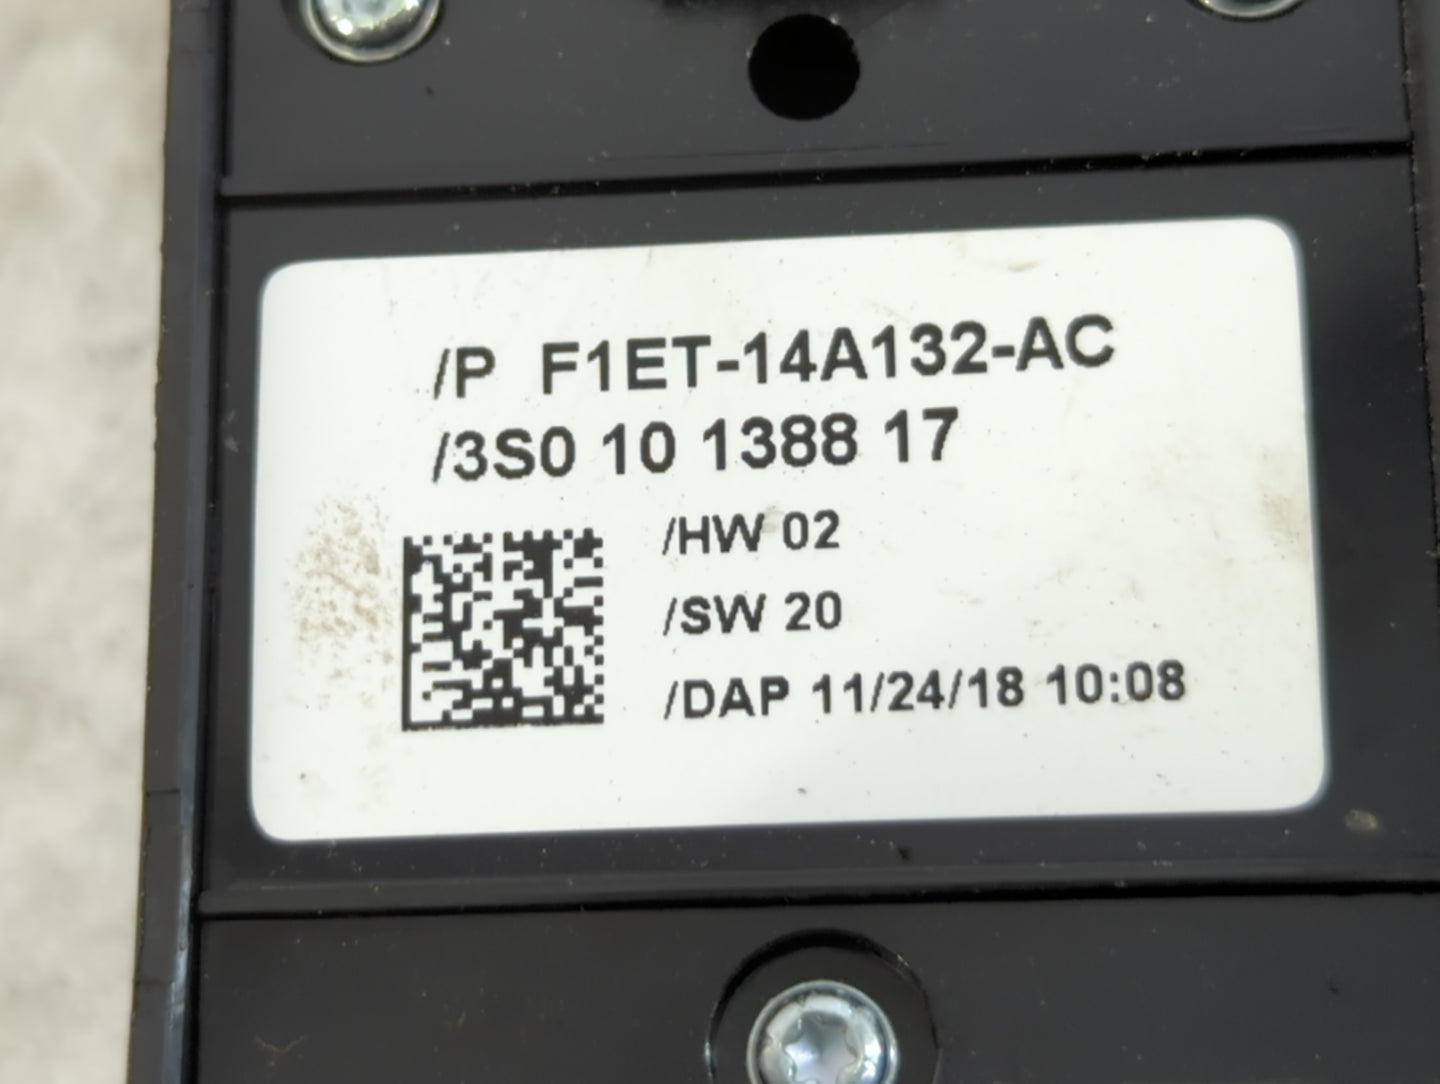 /P F1ET-14A132-AC
/3S0 10 1388 17
/HW 02
/SW 20
/DAP 11/24/18 10:08